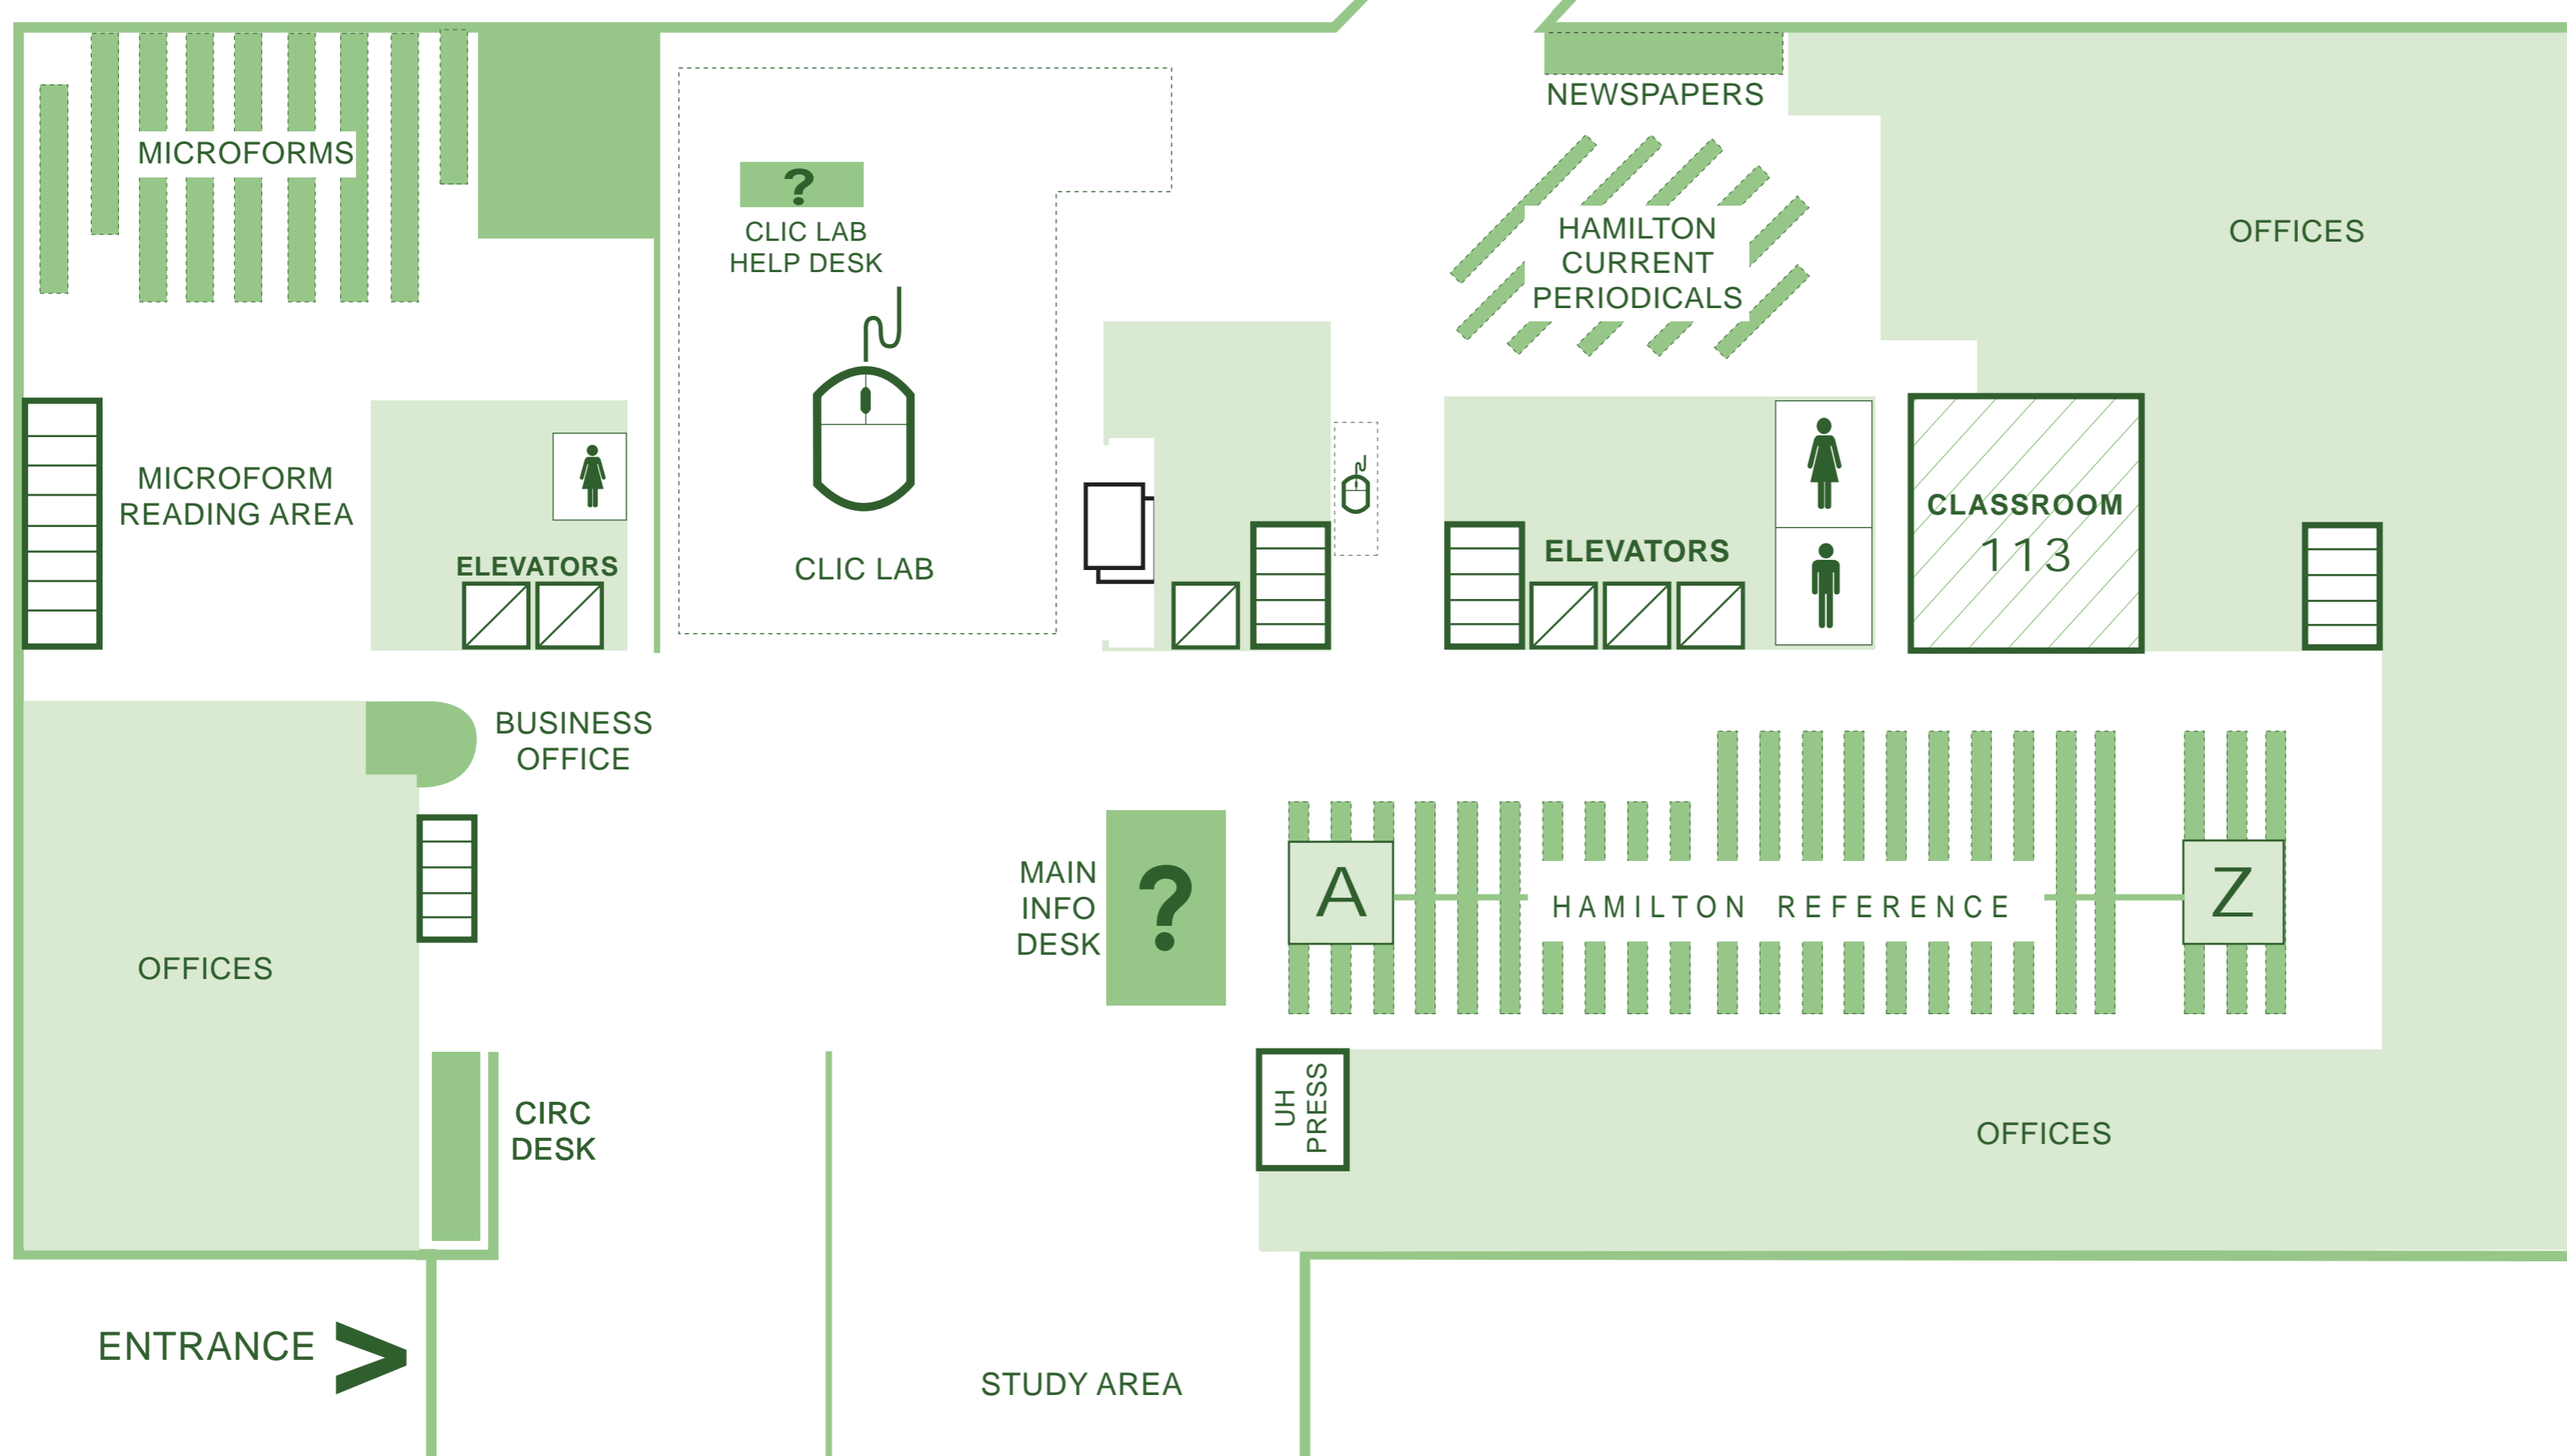 NEWSPAPERS
MICROFORMS
?
CLIC LAB
HELP DESK
HAMILTON
CURRENT
PERIODICALS
OFFICES
MICROFORM
READING AREA
ELEVATORS
CLIC LAB
ELEVATORS
CLASSROOM
113
BUSINESS
OFFICE
MAIN
INFO
DESK
?
A
HAMILTON REFERENCE
Z
OFFICES
CIRC
DESK
UH
PRESS
OFFICES
ENTRANCE >
STUDY AREA